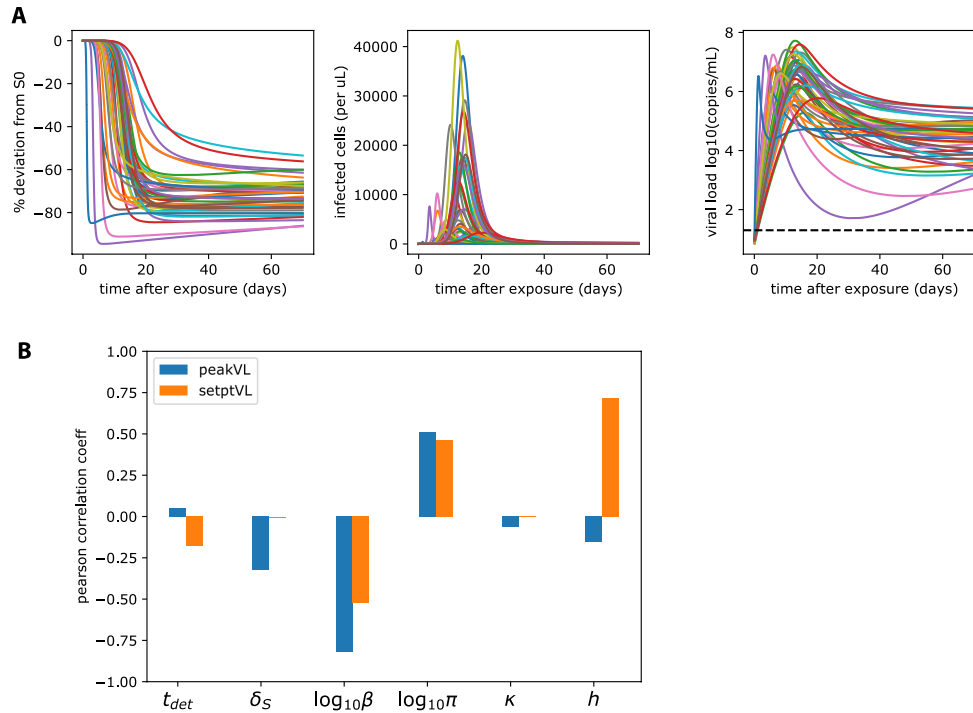 A
% deviation from S0
0
−20
−40
−60
−80
0 20 40 60
time after exposure (days)
infected cells (per uL)
40000
30000
20000
10000
0
0 20 40 60
time after exposure (days)
viral load log10(copies/mL)
8
6
4
2
0 20 40 60
time after exposure (days)
B
peakVL
setptVL
pearson correlation coeff
1.00
0.75
0.50
0.25
0.00
−0.25
−0.50
−0.75
−1.00
t_det δ_S log₁₀β log₁₀π κ h